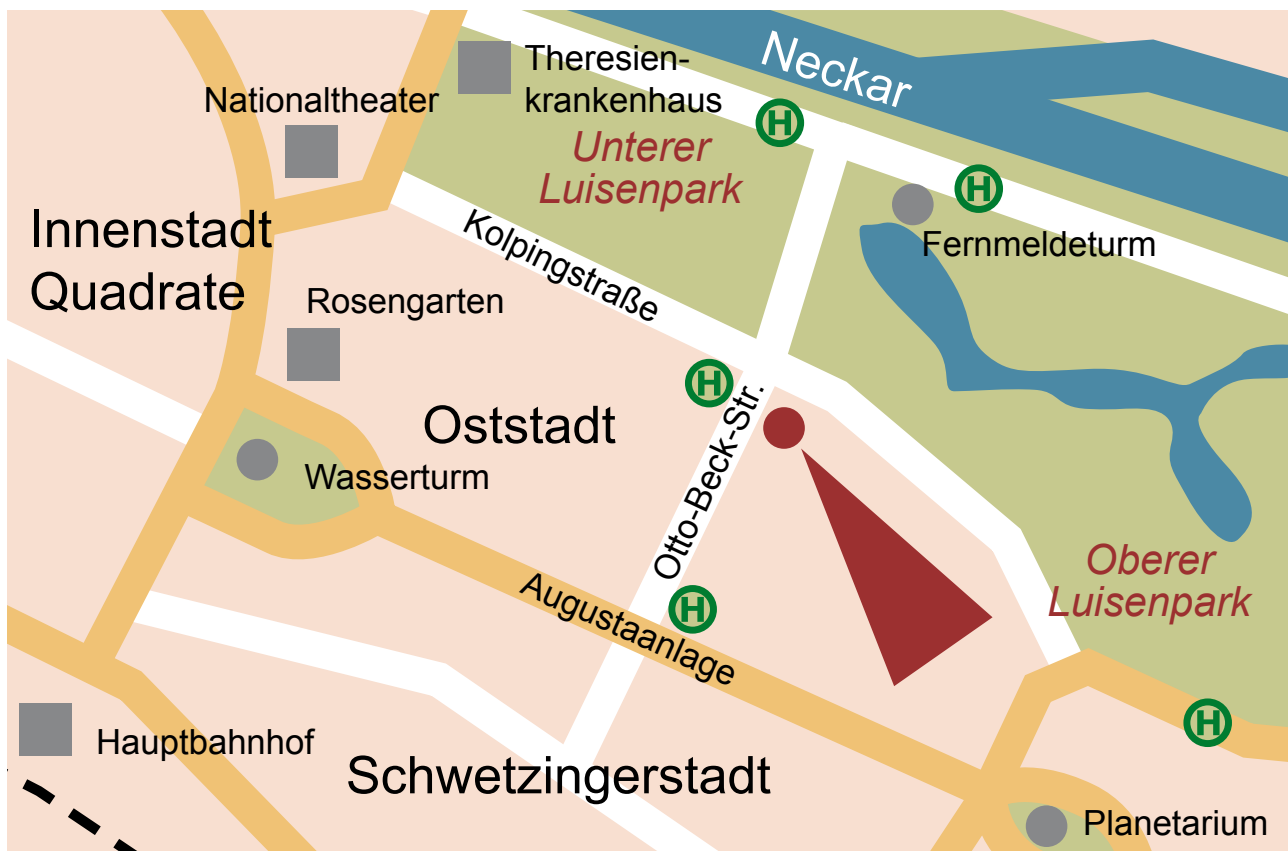 Neckar
Theresien-
krankenhaus
Nationaltheater
H
Unterer
Luisenpark
H
Innenstadt
Quadrate
Kolpingstraße
Fernmeldeturm
Rosengarten
H
Oststadt
Otto-Beck-Str.
Wasserturm
Oberer
Luisenpark
H
Augustaanlage
H
Hauptbahnhof
Schwetzingerstadt
Planetarium